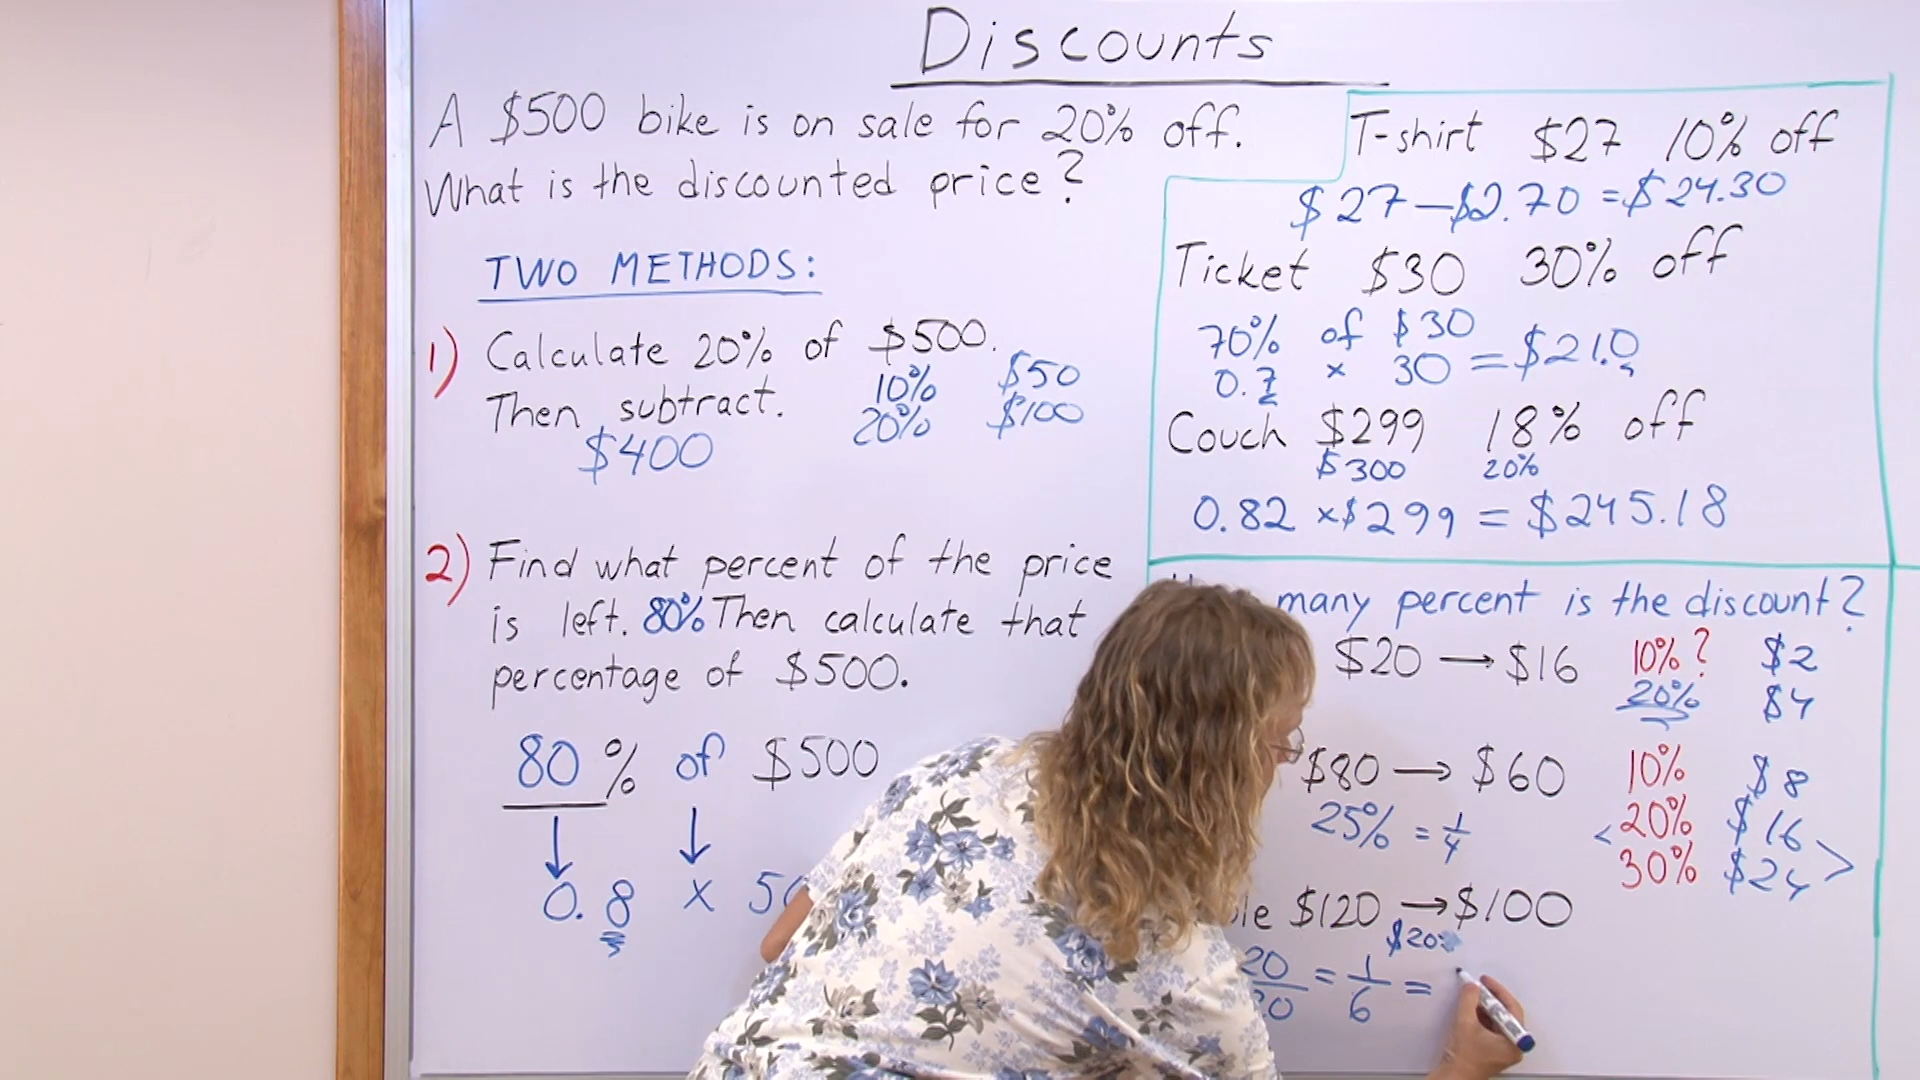 Discounts
A $500 bike is on sale for 20% off.
What is the discounted price?
TWO METHODS:
1) Calculate 20% of $500.
Then subtract.
10% $50
20% $100
$400
2) Find what percent of the price
is left. 80% Then calculate that
percentage of $500.
80 % of $500
0.8 x
T-shirt $27 10% off
$27 – $2.70 = $24.30
Ticket $30 30% off
70% of $30
0.7 x 30 = $21.0
Couch $299 18% off
$300 20%
0.82 x $299 = $245.18
many percent is the discount?
$20 → $16 10%? $2
20% $4
$80 → $60 10% $8
25% = 1/4 < 20% $16 >
30% $24
$120 → $100
$20
= 1/6 =